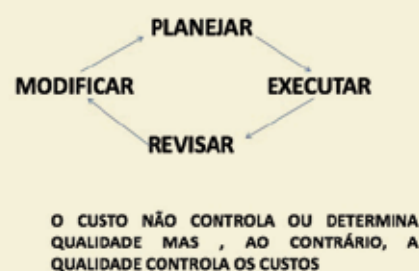 PLANEJAR
MODIFICAR EXECUTAR
REVISAR
O CUSTO NÃO CONTROLA OU DETERMINA
QUALIDADE MAS , AO CONTRÁRIO, A
QUALIDADE CONTROLA OS CUSTOS